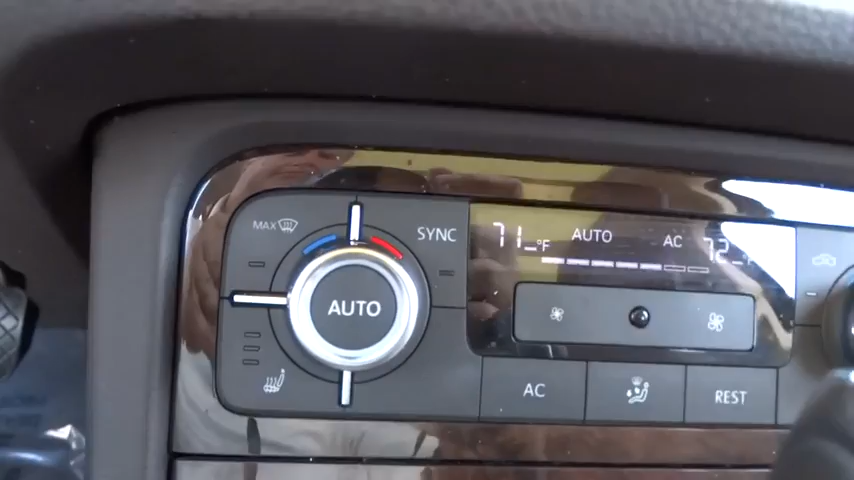 MAX
SYNC
71 °F
AUTO
AC
72 °F
AUTO
AC
REST